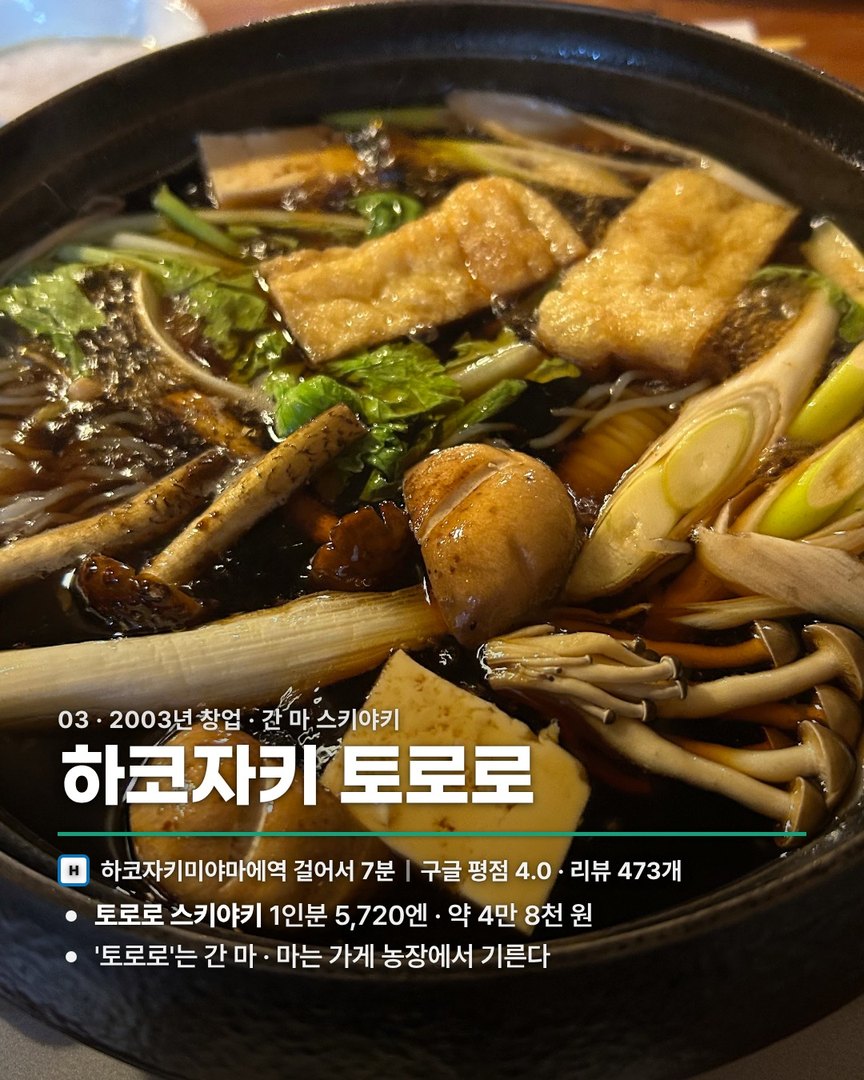 03 · 2003년 창업 · 간 마 스키야키
하코자키 토로로
H 하코자키미야마에역 걸어서 7분 | 구글 평점 4.0 · 리뷰 473개
• 토로로 스키야키 1인분 5,720엔 · 약 4만 8천 원
• '토로로'는 간 마 · 마는 가게 농장에서 기른다